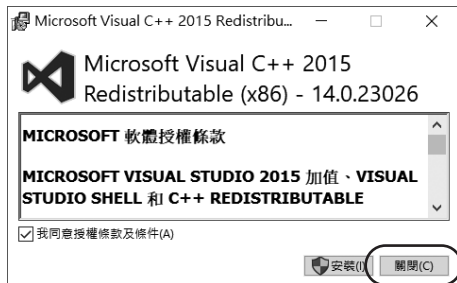 Microsoft Visual C++ 2015 Redistribu...
Microsoft Visual C++ 2015
Redistributable (x86) - 14.0.23026
MICROSOFT 軟體授權條款
MICROSOFT VISUAL STUDIO 2015 加值、VISUAL
STUDIO SHELL 和 C++ REDISTRIBUTABLE
我同意授權條款及條件(A)
安裝(I)
關閉(C)